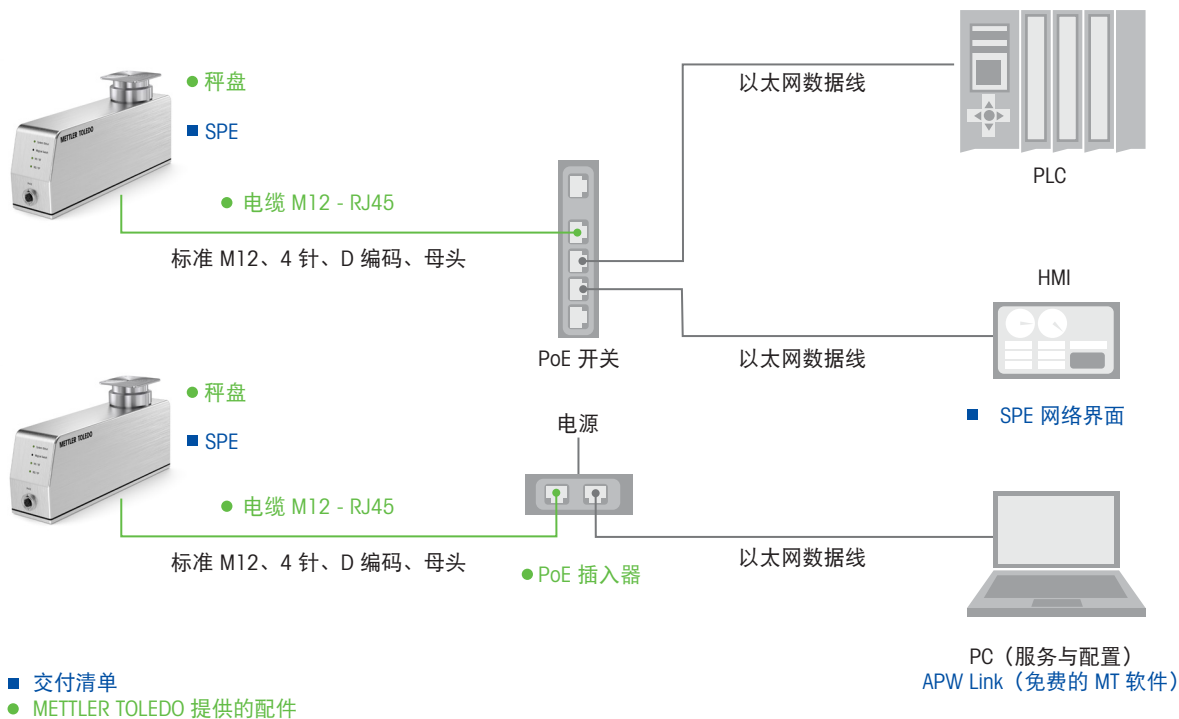 秤盘
以太网数据线
METTLER TOLEDO
SPE
PLC
电缆 M12 - RJ45
标准 M12、4 针、D 编码、母头
HMI
PoE 开关
以太网数据线
秤盘
SPE 网络界面
电源
METTLER TOLEDO
SPE
电缆 M12 - RJ45
标准 M12、4 针、D 编码、母头
以太网数据线
PoE 插入器
PC（服务与配置）
APW Link（免费的 MT 软件）
交付清单
METTLER TOLEDO 提供的配件